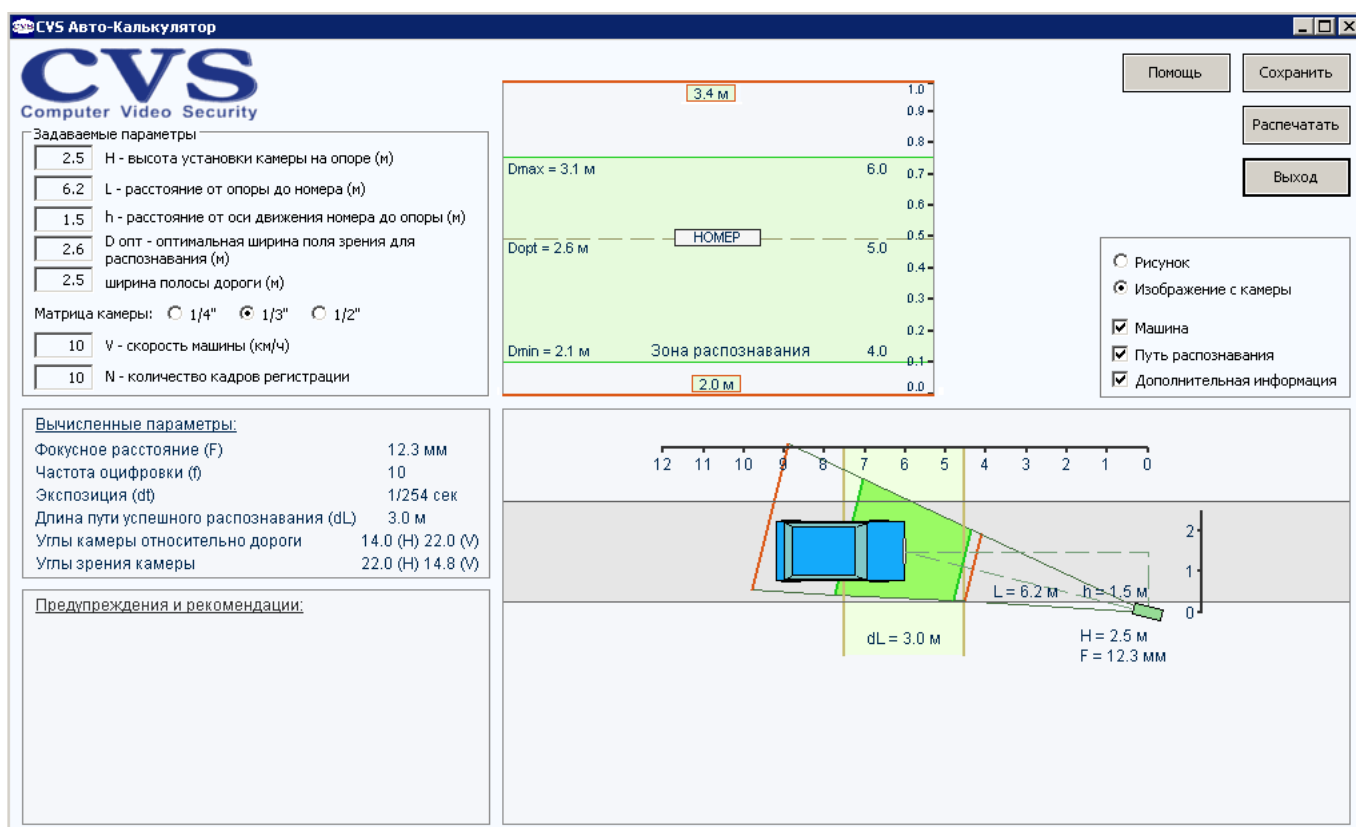 CVS Авто-Калькулятор
CVS
Computer Video Security
Помощь
Сохранить
Распечатать
Выход
Задаваемые параметры
2.5 H - высота установки камеры на опоре (м)
6.2 L - расстояние от опоры до номера (м)
1.5 h - расстояние от оси движения номера до опоры (м)
2.6 D опт - оптимальная ширина поля зрения для
распознавания (м)
2.5 ширина полосы дороги (м)
Матрица камеры: 1/4" 1/3" 1/2"
10 V - скорость машины (км/ч)
10 N - количество кадров регистрации
3.4 м
1.0
0.9
0.8
Dmax = 3.1 м 6.0 0.7
0.6
НОМЕР 0.5
Dopt = 2.6 м 5.0
0.4
0.3
0.2
Dmin = 2.1 м Зона распознавания 4.0 0.1
2.0 м 0.0
Рисунок
Изображение с камеры
Машина
Путь распознавания
Дополнительная информация
Вычисленные параметры:
Фокусное расстояние (F) 12.3 мм
Частота оцифровки (f) 10
Экспозиция (dt) 1/254 сек
Длина пути успешного распознавания (dL) 3.0 м
Углы камеры относительно дороги 14.0 (H) 22.0 (V)
Углы зрения камеры 22.0 (H) 14.8 (V)
Предупреждения и рекомендации:
12 11 10 9 8 7 6 5 4 3 2 1 0
2
1
L = 6.2 м h = 1.5 м
0
dL = 3.0 м
H = 2.5 м
F = 12.3 мм